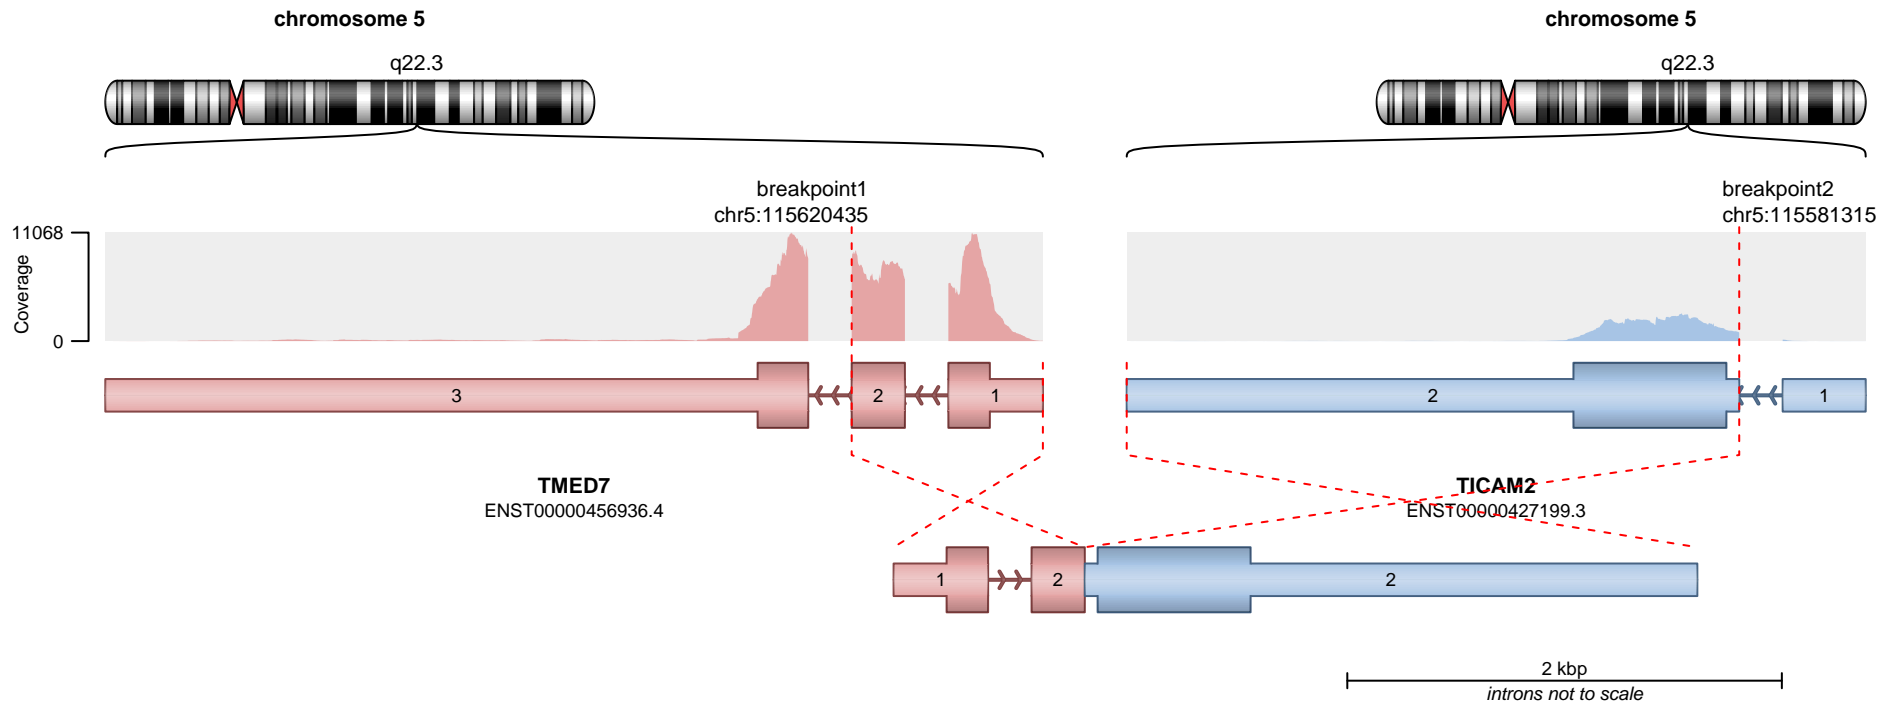 chromosome 5
chromosome 5
q22.3
q22.3
breakpoint1
chr5:115620435
breakpoint2
chr5:115581315
11068
Coverage
0
3
2
1
2
1
TMED7
ENST00000456936.4
TICAM2
ENST00000427199.3
1
2
2
2 kbp
introns not to scale